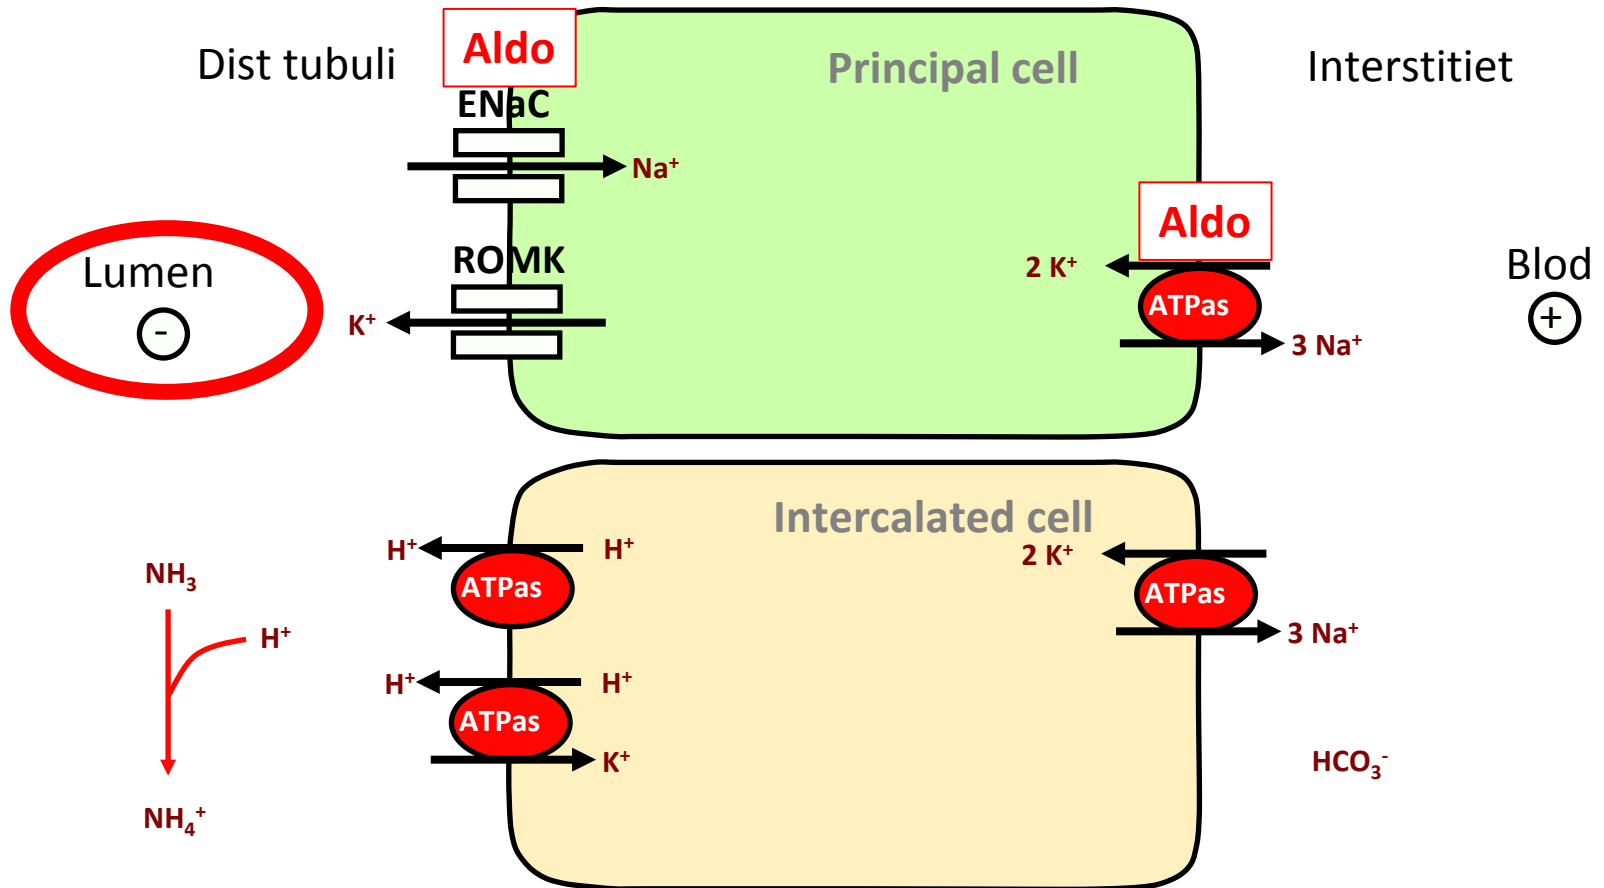 Dist tubuli
Aldo
Principal cell
Interstitiet
ENaC
Na⁺
Aldo
Lumen
-
ROMK
2 K⁺
Blod
+
ATPas
K⁺
3 Na⁺
Intercalated cell
H⁺ H⁺
2 K⁺
NH₃
ATPas
ATPas
H⁺
3 Na⁺
H⁺ H⁺
ATPas
K⁺
HCO₃⁻
NH₄⁺